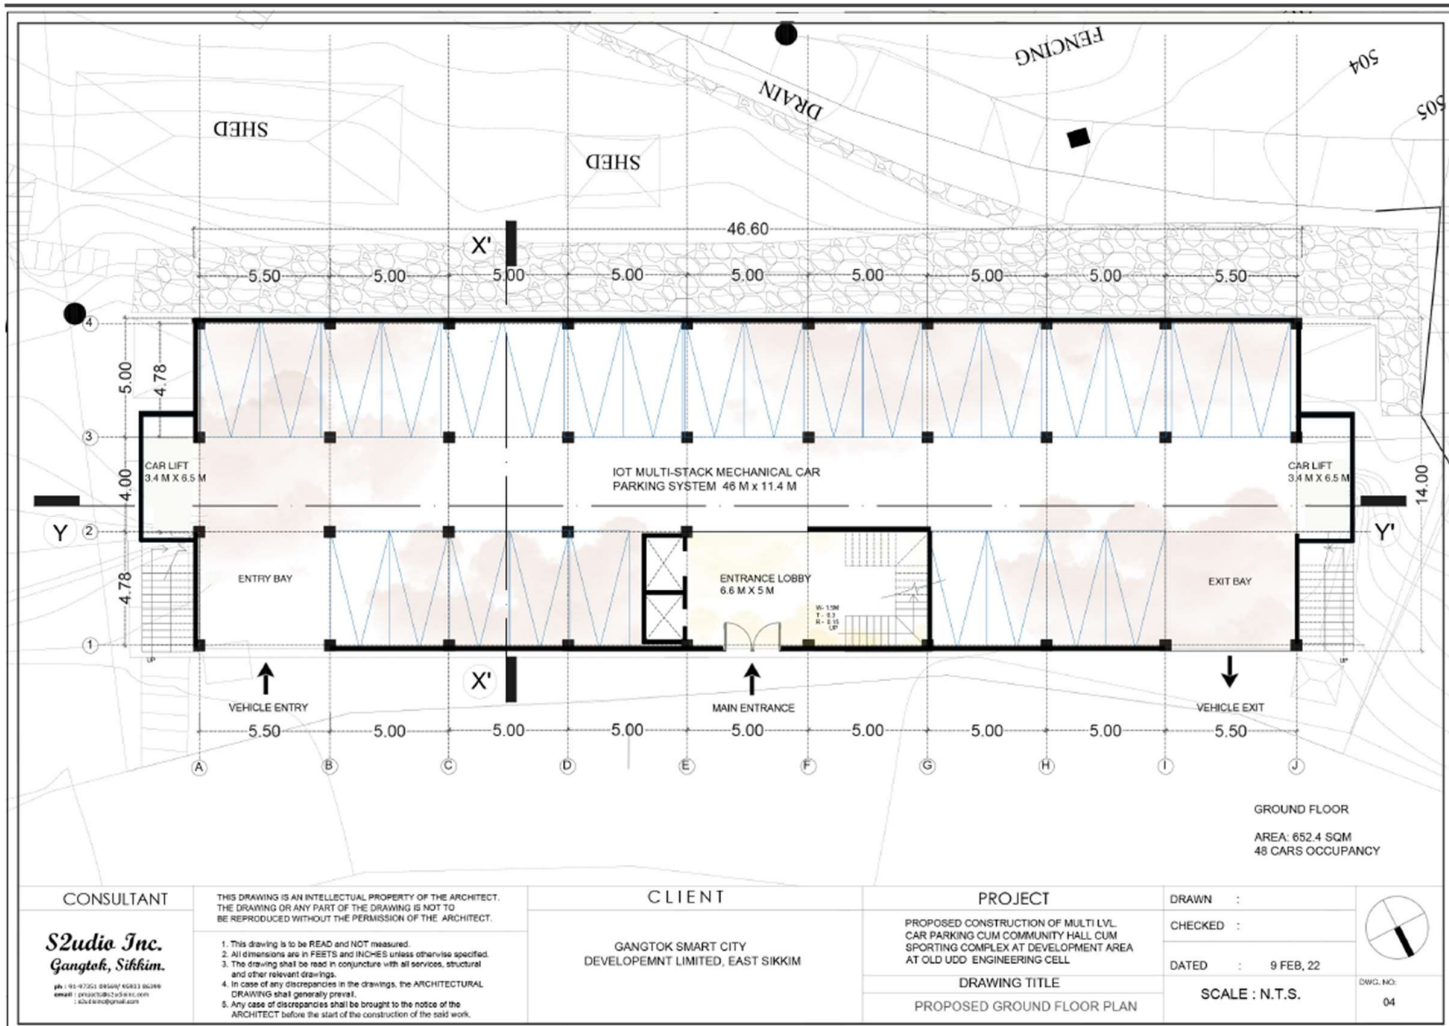 FENCING
504
505
DRAIN
SHED
SHED
46.60
X'
5.50 5.00 5.00 5.00 5.00 5.00 5.00 5.00 5.50
4
5.00
4.78
3
CAR LIFT
3.4 M X 6.5 M
IOT MULTI-STACK MECHANICAL CAR
PARKING SYSTEM 46 M x 11.4 M
CAR LIFT
3.4 M X 6.5 M
4.00
14.00
Y
2
Y'
ENTRY BAY
ENTRANCE LOBBY
6.6 M X 5 M
EXIT BAY
4.78
W- 1.5M
T - 0.3
R - 0.15
UP
1
UP
UP
X'
VEHICLE ENTRY
MAIN ENTRANCE
VEHICLE EXIT
5.50 5.00 5.00 5.00 5.00 5.00 5.00 5.00 5.50
A B C D E F G H I J
GROUND FLOOR
AREA: 652.4 SQM
48 CARS OCCUPANCY
CONSULTANT
S2udio Inc.
Gangtok, Sikkim.
THIS DRAWING IS AN INTELLECTUAL PROPERTY OF THE ARCHITECT.
THE DRAWING OR ANY PART OF THE DRAWING IS NOT TO
BE REPRODUCED WITHOUT THE PERMISSION OF THE ARCHITECT.
1. This drawing is to be READ and NOT measured.
2. All dimensions are in FEETS and INCHES unless otherwise specified.
3. The drawing shall be read in conjuncture with all services, structural
and other relevant drawings.
4. In case of any discrepancies in the drawings, the ARCHITECTURAL
DRAWING shall generally prevail.
5. Any case of discrepancies shall be brought to the notice of the
ARCHITECT before the start of the construction of the said work.
CLIENT
GANGTOK SMART CITY
DEVELOPEMNT LIMITED, EAST SIKKIM
PROJECT
PROPOSED CONSTRUCTION OF MULTI LVL.
CAR PARKING CUM COMMUNITY HALL CUM
SPORTING COMPLEX AT DEVELOPMENT AREA
AT OLD UDD ENGINEERING CELL
DRAWING TITLE
PROPOSED GROUND FLOOR PLAN
DRAWN :
CHECKED :
DATED : 9 FEB, 22
SCALE : N.T.S.
DWG. NO:
04